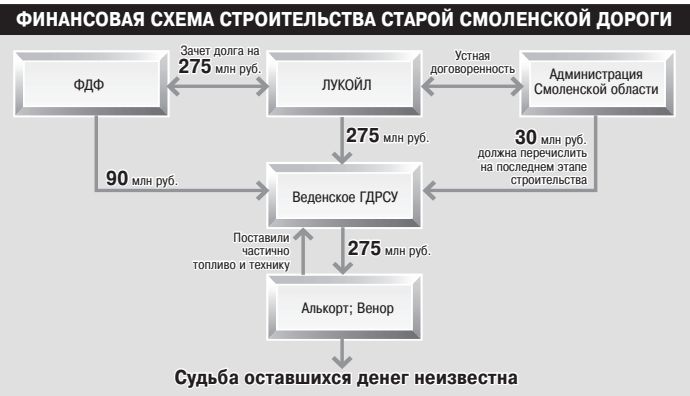 ФИНАНСОВАЯ СХЕМА СТРОИТЕЛЬСТВА СТАРОЙ СМОЛЕНСКОЙ ДОРОГИ
ФДФ
Зачет долга на
275 млн руб.
ЛУКОЙЛ
Устная
договоренность
Администрация
Смоленской области
90 млн руб.
275 млн руб.
30 млн руб.
должна перечислить
на последнем этапе
строительства
Веденское ГДРСУ
Поставили
частично
топливо и технику
275 млн руб.
Алькорт; Венор
Судьба оставшихся денег неизвестна